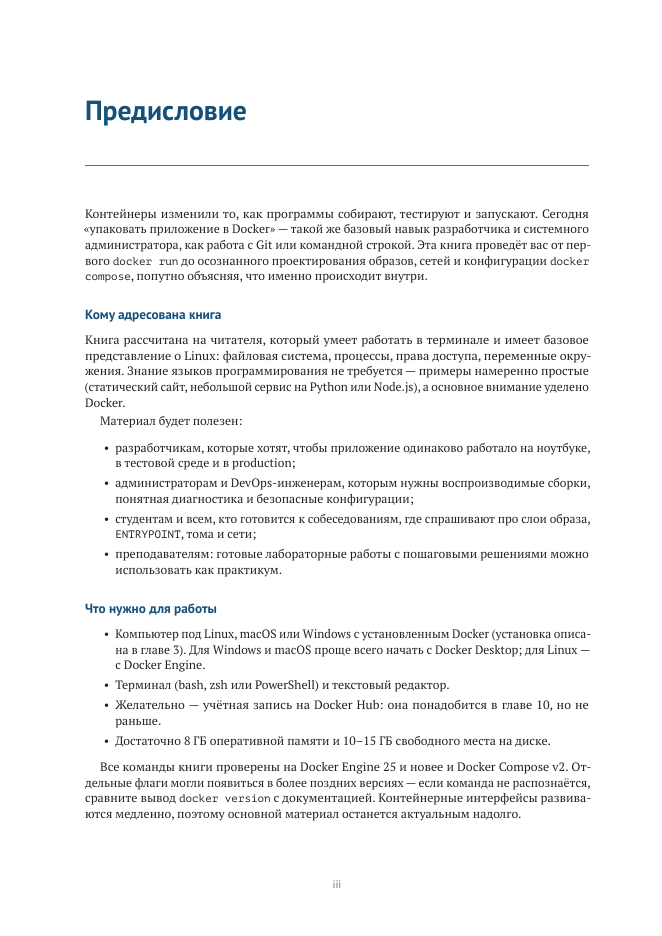 Предисловие
Контейнеры изменили то, как программы собирают, тестируют и запускают. Сегодня
«упаковать приложение в Docker» — такой же базовый навык разработчика и системного
администратора, как работа с Git или командной строкой. Эта книга проведёт вас от пер-
вого docker run до осознанного проектирования образов, сетей и конфигурации docker
compose, попутно объясняя, что именно происходит внутри.
Кому адресована книга
Книга рассчитана на читателя, который умеет работать в терминале и имеет базовое
представление о Linux: файловая система, процессы, права доступа, переменные окру-
жения. Знание языков программирования не требуется — примеры намеренно простые
(статический сайт, небольшой сервис на Python или Node.js), а основное внимание уделено
Docker.
Материал будет полезен:
• разработчикам, которые хотят, чтобы приложение одинаково работало на ноутбуке,
в тестовой среде и в production;
• администраторам и DevOps-инженерам, которым нужны воспроизводимые сборки,
понятная диагностика и безопасные конфигурации;
• студентам и всем, кто готовится к собеседованиям, где спрашивают про слои образа,
ENTRYPOINT, тома и сети;
• преподавателям: готовые лабораторные работы с пошаговыми решениями можно
использовать как практикум.
Что нужно для работы
• Компьютер под Linux, macOS или Windows с установленным Docker (установка описа-
на в главе 3). Для Windows и macOS проще всего начать с Docker Desktop; для Linux —
с Docker Engine.
• Терминал (bash, zsh или PowerShell) и текстовый редактор.
• Желательно — учётная запись на Docker Hub: она понадобится в главе 10, но не
раньше.
• Достаточно 8 ГБ оперативной памяти и 10–15 ГБ свободного места на диске.
Все команды книги проверены на Docker Engine 25 и новее и Docker Compose v2. От-
дельные флаги могли появиться в более поздних версиях — если команда не распознаётся,
сравните вывод docker version с документацией. Контейнерные интерфейсы развива-
ются медленно, поэтому основной материал останется актуальным надолго.
iii